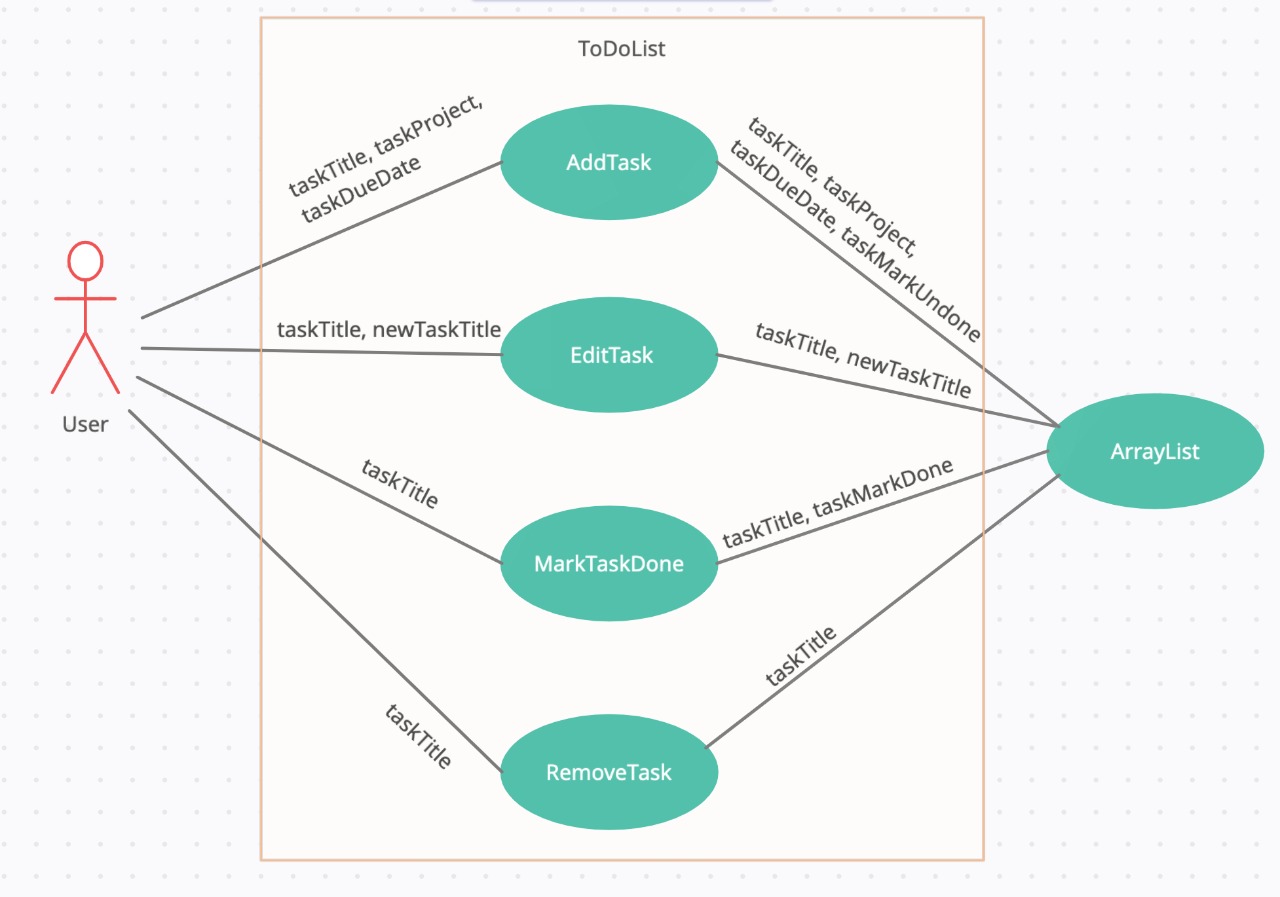 ToDoList
taskTitle, taskProject,
taskDueDate
AddTask
taskTitle, taskProject,
taskDueDate, taskMarkUndone
taskTitle, newTaskTitle
EditTask
taskTitle, newTaskTitle
User
ArrayList
taskTitle
MarkTaskDone
taskTitle, taskMarkDone
taskTitle
RemoveTask
taskTitle